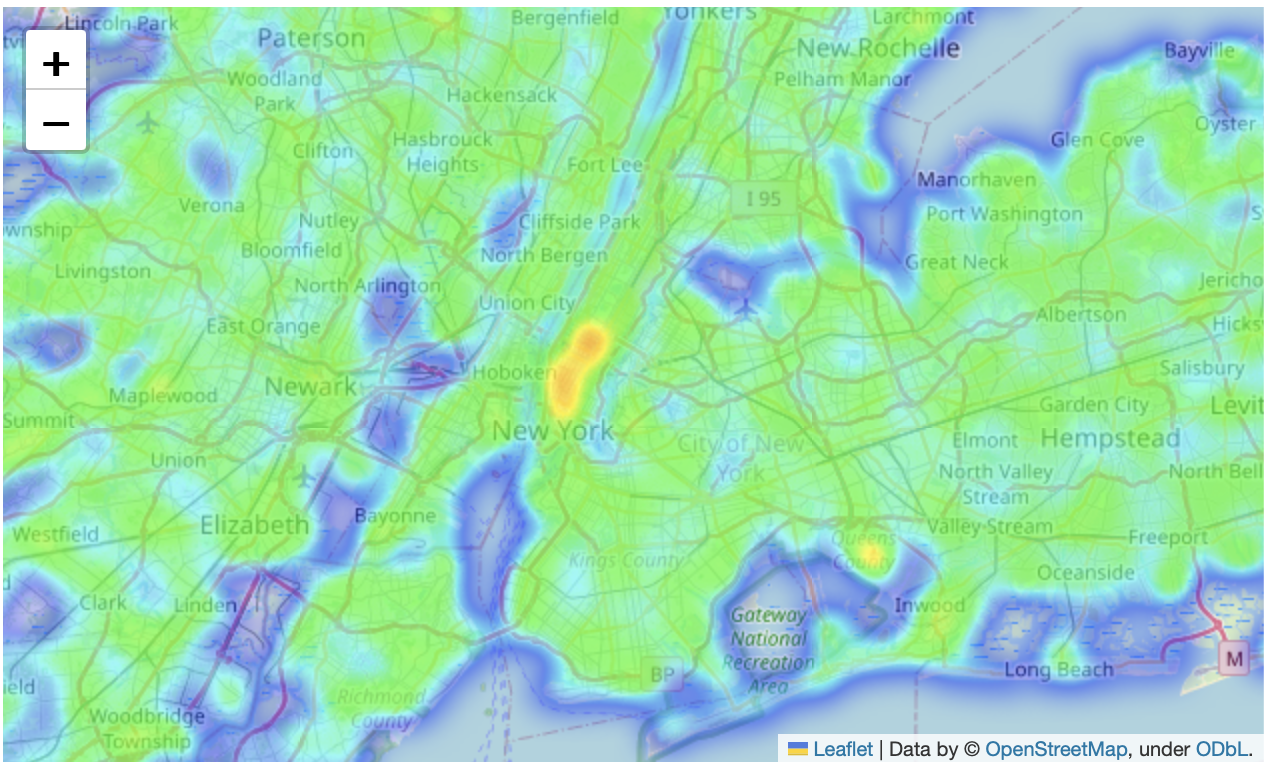 Lincoln Park
Bergenfield
Yonkers
Larchmont
Paterson
New Rochelle
Bayville
+
Woodland
Park
Pelham Manor
Hackensack
−
Oyster
Hasbrouck
Heights
Glen Cove
Clifton
Fort Lee
Manorhaven
I 95
Verona
Port Washington
Nutley
Cliffside Park
wnship
Bloomfield
North Bergen
Great Neck
Livingston
Jericho
North Arlington
Union City
Albertson
East Orange
Hicksv
Hoboken
Salisbury
Newark
Maplewood
Garden City
Levit
Summit
New York
City of New
York
Elmont
Hempstead
Union
North Valley
Stream
North Bell
Bayonne
Elizabeth
Valley Stream
Westfield
Queens
County
Freeport
Kings County
Oceanside
Clark
Linden
Inwood
Gateway
National
Recreation
Area
M
Long Beach
BP
ield
Richmond
County
Woodbridge
Township
Leaflet | Data by © OpenStreetMap, under ODbL.